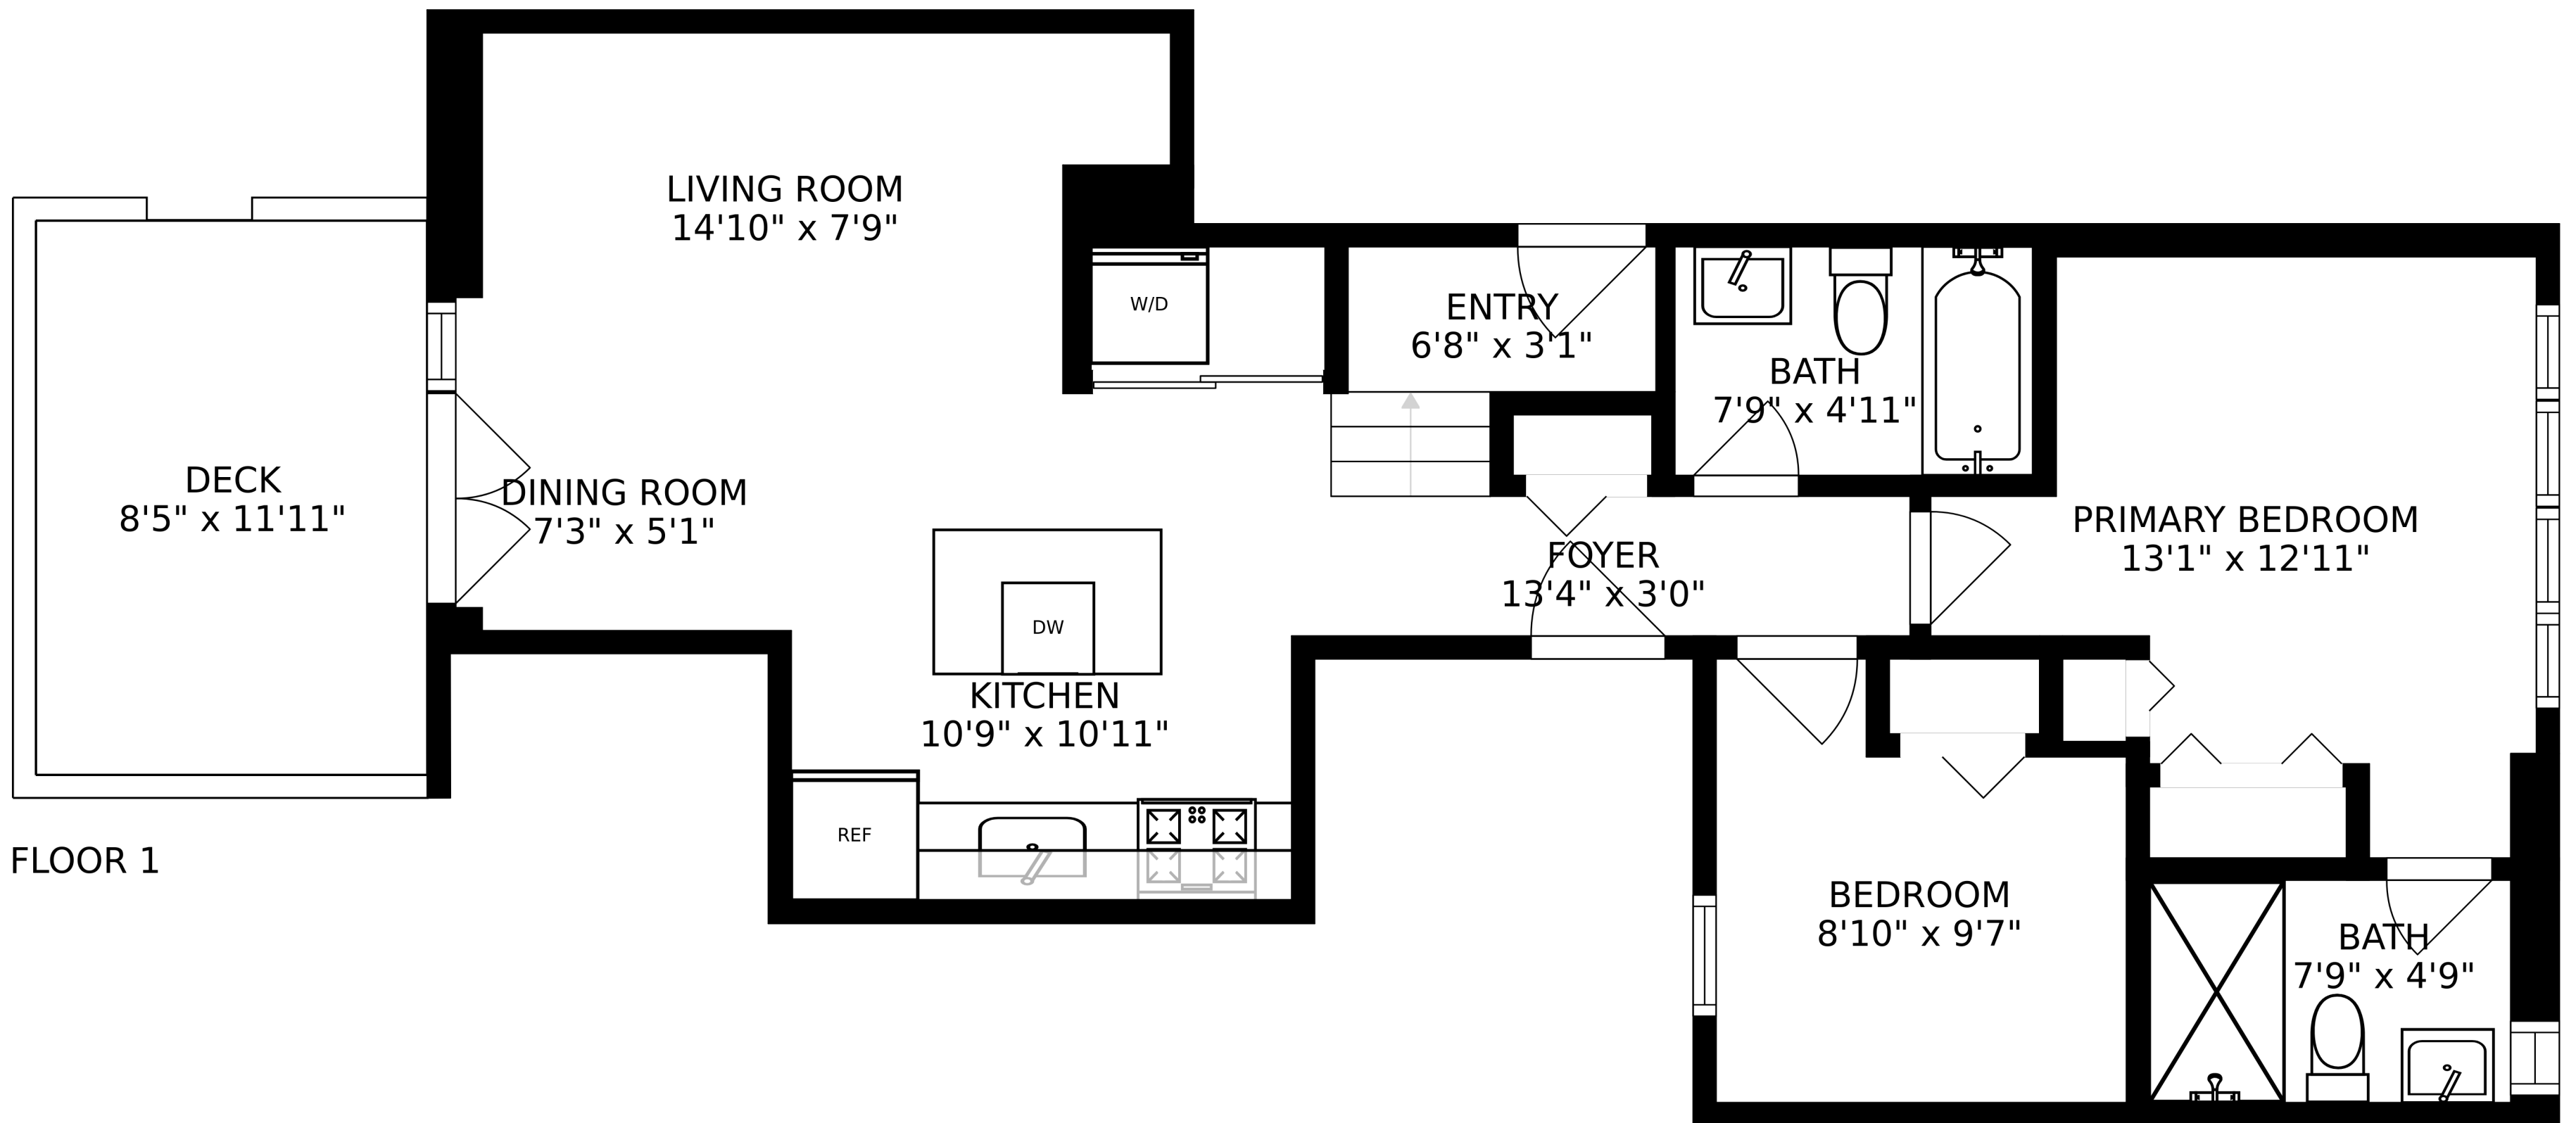 LIVING ROOM
14'10" x 7'9"
W/D
ENTRY
6'8" x 3'1"
BATH
7'9" x 4'11"
DECK
8'5" x 11'11"
DINING ROOM
7'3" x 5'1"
PRIMARY BEDROOM
13'1" x 12'11"
FOYER
13'4" x 3'0"
DW
KITCHEN
10'9" x 10'11"
REF
FLOOR 1
BEDROOM
8'10" x 9'7"
BATH
7'9" x 4'9"